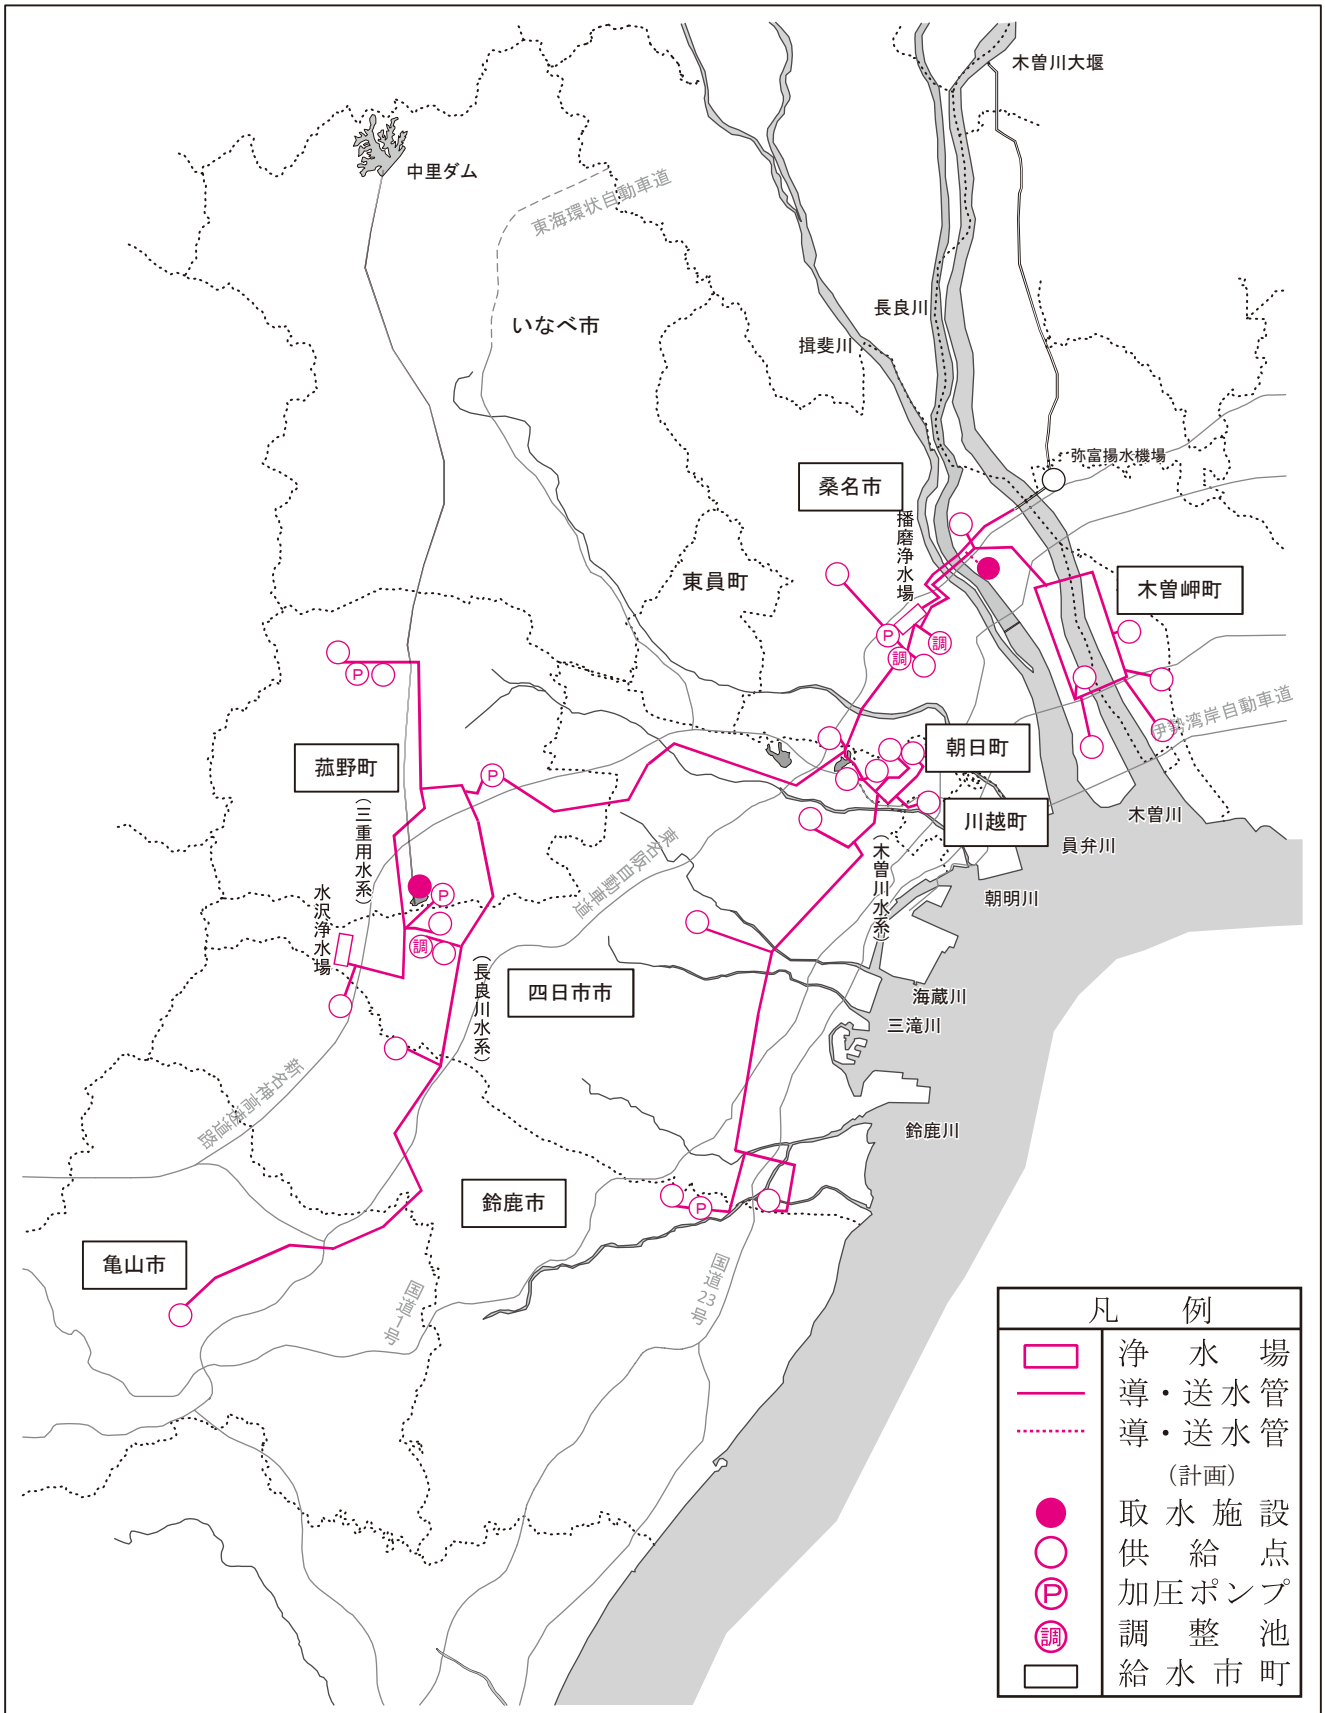 木曽川大堰
中里ダム
東海環状自動車道
いなべ市
長良川
揖斐川
弥富揚水機場
桑名市
播磨浄水場
東員町
木曽岬町
P
調
調
伊勢湾岸自動車道
P
菰野町
朝日町
P
川越町
木曽川
員弁川
(三重用水系)
東名阪自動車道
(木曽川水系)
朝明川
水沢浄水場
P
調
(長良川水系)
四日市市
海蔵川
三滝川
新名神高速道路
鈴鹿川
鈴鹿市
P
亀山市
国道1号
国道23号
凡 例
浄水場
導・送水管
導・送水管
(計画)
取水施設
供給点
P 加圧ポンプ
調 調整池
給水市町